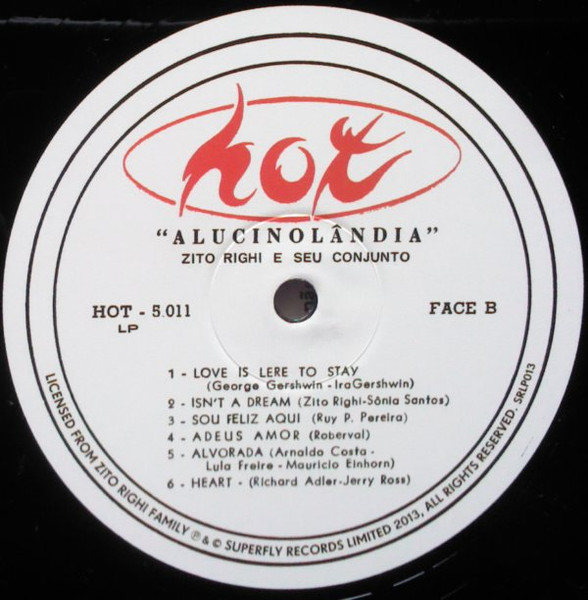 hot
“ALUCINOLÂNDIA”
ZITO RIGHI E SEU CONJUNTO
HOT - 5.011
LP
FACE B
1 - LOVE IS LERE TO STAY
(George Gershwin - IraGershwin)
2 - ISN'T A DREAM (Zito Righi-Sônia Santos)
3 - SOU FELIZ AQUI (Ruy P. Pereira)
4 - ADEUS AMOR (Roberval)
5 - ALVORADA (Arnaldo Costa -
Lula Freire - Mauricio Einhorn)
6 - HEART - (Richard Adler-Jerry Ross)
LICENSED FROM ZITO RIGHI FAMILY ℗ & © SUPERFLY RECORDS LIMITED 2013, ALL RIGHTS RESERVED. SRLP013